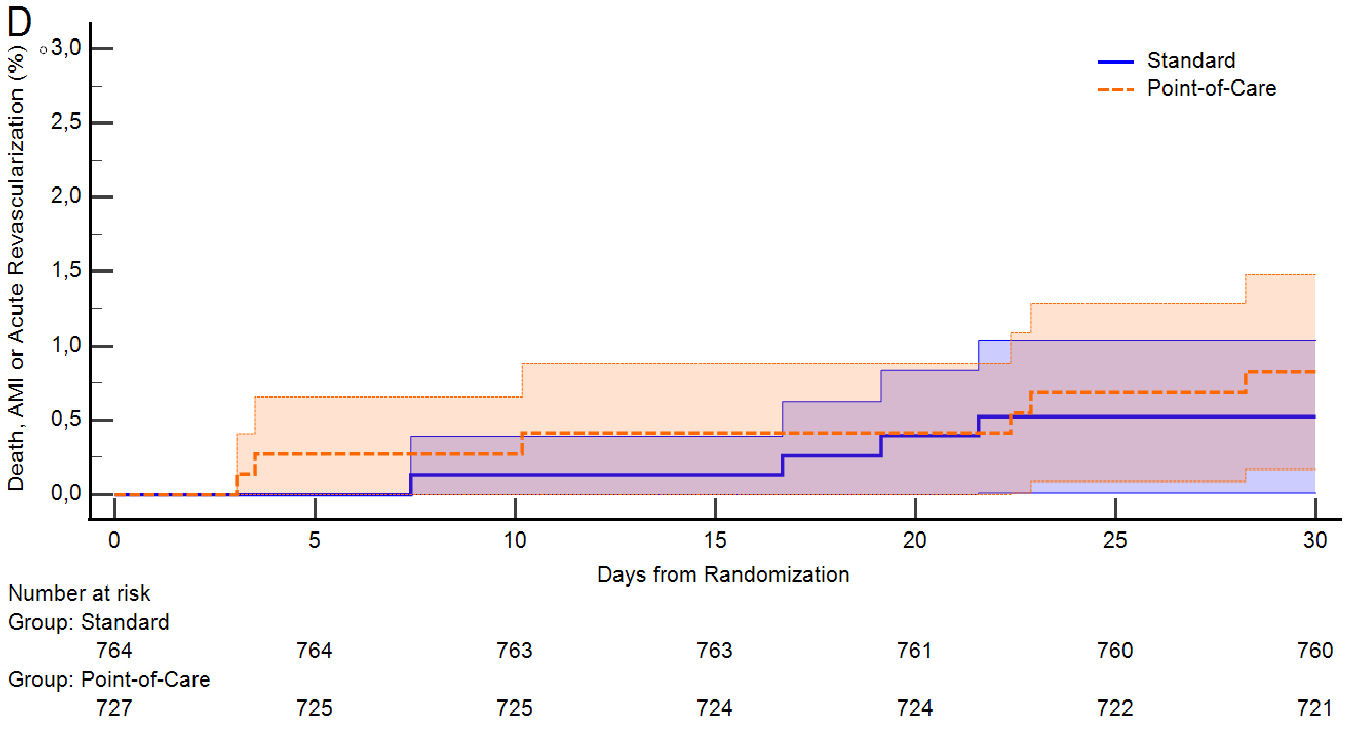 D
Death, AMI or Acute Revascularization (%)
3,0
2,5
2,0
1,5
1,0
0,5
0,0
Standard
Point-of-Care
0 5 10 15 20 25 30
Days from Randomization
Number at risk
Group: Standard
764 764 763 763 761 760 760
Group: Point-of-Care
727 725 725 724 724 722 721